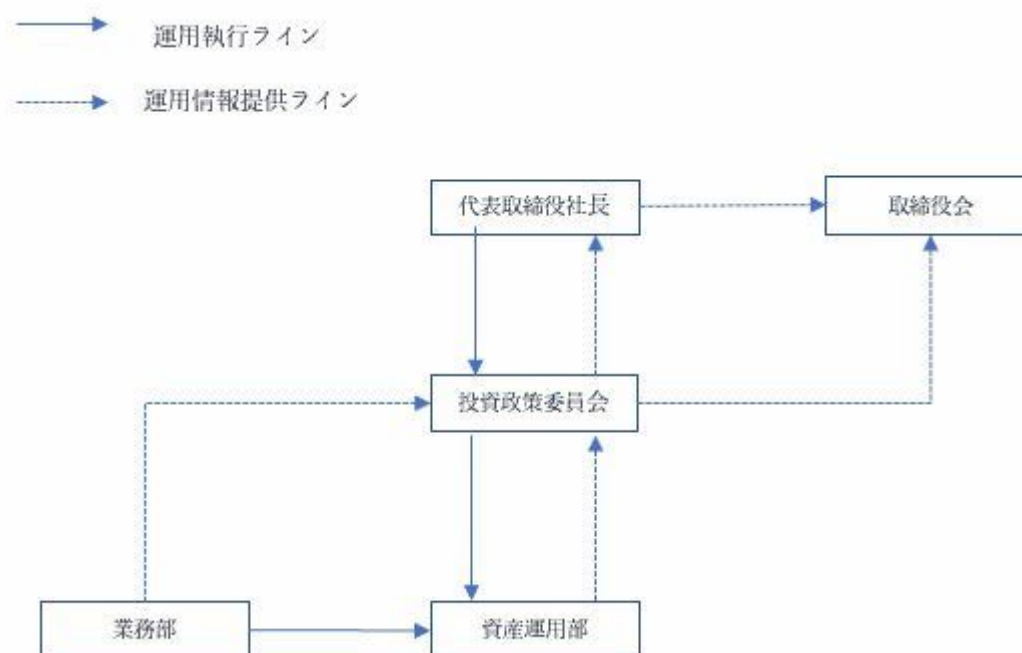 運用執行ライン
運用情報提供ライン
代表取締役社長
取締役会
投資政策委員会
業務部
資産運用部